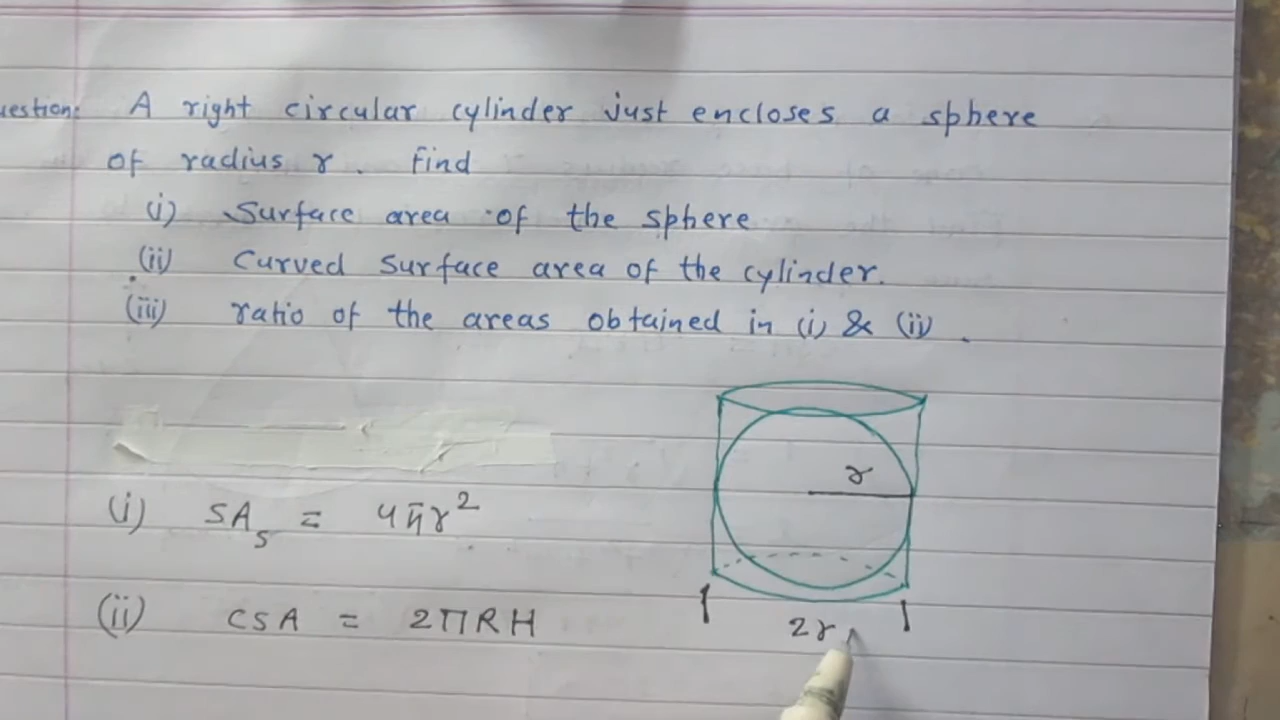 uestion: A right circular cylinder just encloses a sphere
of radius r. Find
(i) Surface area of the sphere
(ii) Curved surface area of the cylinder.
(iii) ratio of the areas obtained in (i) & (ii).
r
(i) SAₛ = 4πr²
(ii) CSA = 2πRH
2r